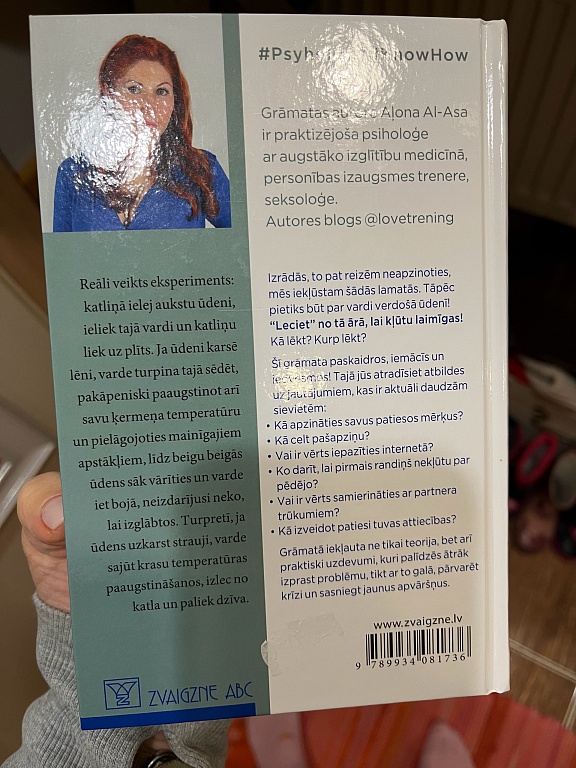 #Psyh nowHow
Grāmatas Aļona Al-Asa
ir praktizējoša psiholoģe
ar augstāko izglītību medicīnā,
personības izaugsmes trenere,
seksoloģe.
Autores blogs @lovetrening
Reāli veikts eksperiments:
katliņā ielej aukstu ūdeni,
ieliek tajā vardi un katliņu
liek uz plīts. Ja ūdeni karsē
lēni, varde turpina tajā sēdēt,
pakāpeniski paaugstinot arī
savu ķermeņa temperatūru
un pielāgojoties mainīgajiem
apstākļiem, līdz beigu beigās
ūdens sāk vārīties un varde
iet bojā, neizdarījusi neko,
lai izglābtos. Turpretī, ja
ūdens uzkarst strauji, varde,
sajūt krasu temperatūras
paaugstināšanos, izlec no
katla un paliek dzīva.
Izrādās, to pat reizēm neapzinoties,
mēs iekļūstam šādās lamatās. Tāpēc
pietiks būt par vardi verdošā ūdenī!
"Leciet" no tā ārā, lai kļūtu laimīgas!
Kā lēkt? Kurp lēkt?
Šī grāmata paskaidros, iemācīs un
iedvesmos! Tajā jūs atradīsiet atbildes
uz jautājumiem, kas ir aktuāli daudzām
sievietēm:
• Kā apzināties savus patiesos mērķus?
• Kā celt pašapziņu?
• Vai ir vērts iepazīties internetā?
• Ko darīt, lai pirmais randiņš nekļūtu par
pēdējo?
• Vai ir vērts samierināties ar partnera
trūkumiem?
• Kā izveidot patiesi tuvas attiecības?
Grāmatā iekļauta ne tikai teorija, bet arī
praktiski uzdevumi, kuri palīdzēs ātrāk
izprast problēmu, tikt ar to galā, pārvarēt
krīzi un sasniegt jaunus apvāršņus.
www.zvaigzne.lv
9 789934 081736
ZVAIGZNE ABC